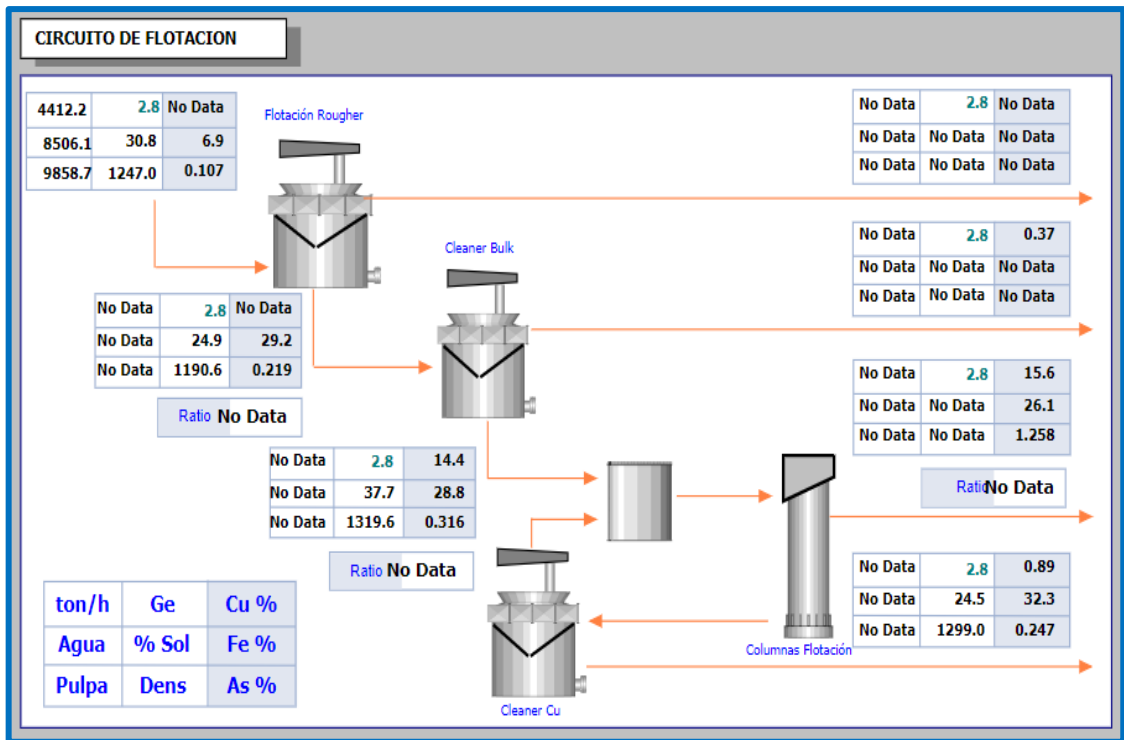 CIRCUITO DE FLOTACION
4412.2 2.8 No Data
8506.1 30.8 6.9
9858.7 1247.0 0.107
Flotación Rougher
No Data 2.8 No Data
No Data No Data No Data
No Data No Data No Data
Cleaner Bulk
No Data 2.8 0.37
No Data No Data No Data
No Data No Data No Data
No Data 2.8 No Data
No Data 24.9 29.2
No Data 1190.6 0.219
Ratio No Data
No Data 2.8 15.6
No Data No Data 26.1
No Data No Data 1.258
Ratio No Data
No Data 2.8 14.4
No Data 37.7 28.8
No Data 1319.6 0.316
Ratio No Data
No Data 2.8 0.89
No Data 24.5 32.3
No Data 1299.0 0.247
Columnas Flotación
Cleaner Cu
ton/h Ge Cu %
Agua % Sol Fe %
Pulpa Dens As %